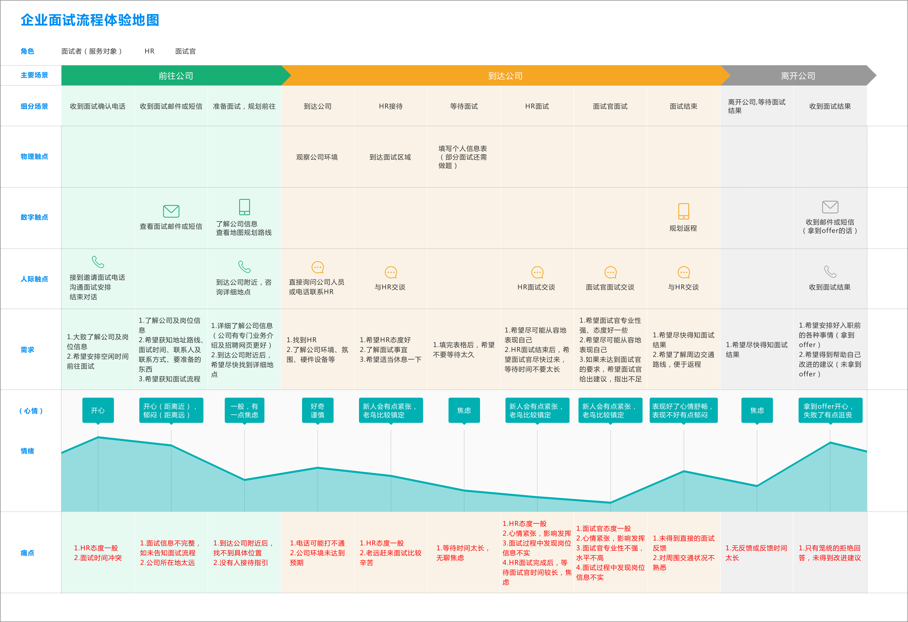 企业面试流程体验地图
角色
面试者（服务对象）
HR
面试官
主要场景
前往公司
到达公司
离开公司
细分场景
收到面试确认电话
收到面试邮件或短信
准备面试，规划前往
到达公司
HR接待
等待面试
HR面试
面试官面试
面试结束
离开公司,等待面试
结果
收到面试结果
物理触点
观察公司环境
到达面试区域
填写个人信息表
（部分面试还需
做题）
数字触点
查看面试邮件或短信
了解公司信息
查看地图规划路线
规划返程
收到邮件或短信
（拿到offer的话）
人际触点
接到邀请面试电话
沟通面试安排
结束对话
到达公司附近，咨
询详细地点
直接询问公司人员
或电话联系HR
与HR交谈
HR面试交谈
面试官面试交谈
与HR交谈
收到面试结果
需求
1.大致了解公司及岗
位信息
2.希望安排空闲时间
前往面试
1.了解公司及岗位信
息
2.希望获知地址路线、
面试时间、联系人及
联系方式、要准备的
东西
3.希望获知面试流程
1.详细了解公司信息
（公司有专门业务介
绍及招聘网页更好）
2.到达公司附近后，
希望尽快找到详细地
点
1.找到HR
2.了解公司环境、氛
围、硬件设备等
1.希望HR态度好
2.了解面试事宜
3.希望适当休息一下
1.填完表格后，希望
不要等待太久
1.希望尽可能从容地
表现自己
2.HR面试结束后，希
望面试官尽快过来，
等待时间不要太长
1.希望面试官专业性
强、态度好一些
2.希望尽可能从容地
表现自己
3.如果未达到面试官
的要求，希望面试官
给出建议，指出不足
1.希望尽快得知面试
结果
2.希望了解周边交通
路线，便于返程
1.希望尽快得知面试
结果
1.希望安排好入职前
的各种事情（拿到
offer）
2.希望得到帮助自己
改进的建议（未拿到
offer）
（心情）
开心
开心（距离近），
郁闷（距离远）
一般，有
一点焦虑
好奇
谨慎
新人会有点紧张，
老鸟比较镇定
焦虑
新人会有点紧张，
老鸟比较镇定
新人会有点紧张，
老鸟比较镇定
表现好了心情舒畅，
表现不好有点郁闷
焦虑
拿到offer开心，
失败了有点沮丧
情绪
痛点
1.HR态度一般
2.面试时间冲突
1.面试信息不完整，
如未告知面试流程
2.公司所在地太远
1.到达公司附近后，
找不到具体位置
2.没有人接待指引
1.电话可能打不通
2.公司环境未达到
预期
1.HR态度一般
2.老远赶来面试比较
辛苦
1.等待时间太长，
无聊焦虑
1.HR态度一般
2.心情紧张，影响发挥
3.面试过程中发现岗位
信息不实
4.HR面试完成后，等
待面试官时间较长，焦
虑
1.面试官态度一般
2.心情紧张，影响发挥
3.面试官专业性不强，
水平不高
4.面试过程中发现岗位
信息不实
1.未得到直接的面试
反馈
2.对周围交通状况不
熟悉
1.无反馈或反馈时间
太长
1.只有笼统的拒绝回
答，未得到改进建议